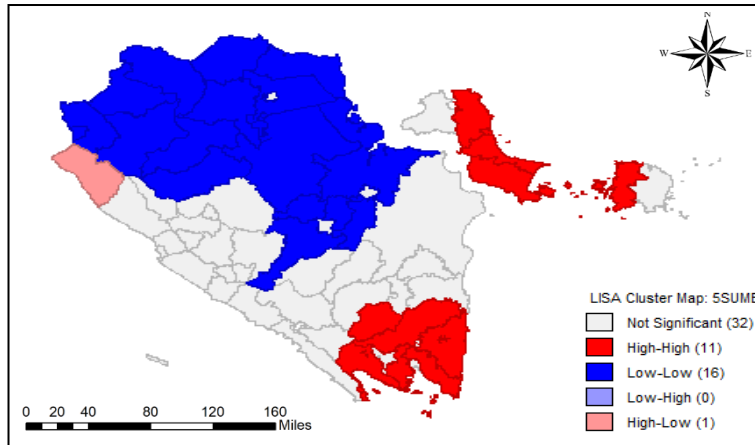 N
W
E
S
LISA Cluster Map: 5SUME
Not Significant (32)
High-High (11)
Low-Low (16)
Low-High (0)
High-Low (1)
0 20 40 80 120 160
Miles